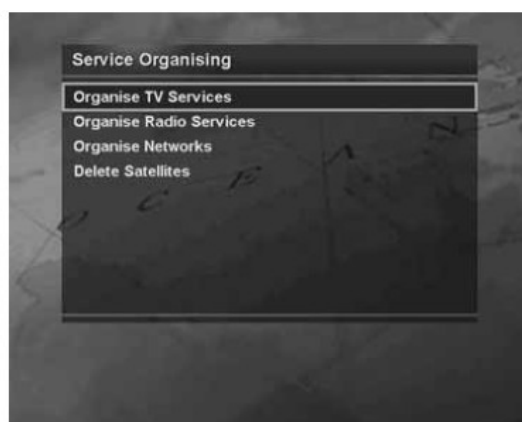 Service Organising
Organise TV Services
Organise Radio Services
Organise Networks
Delete Satellites
O C E A N